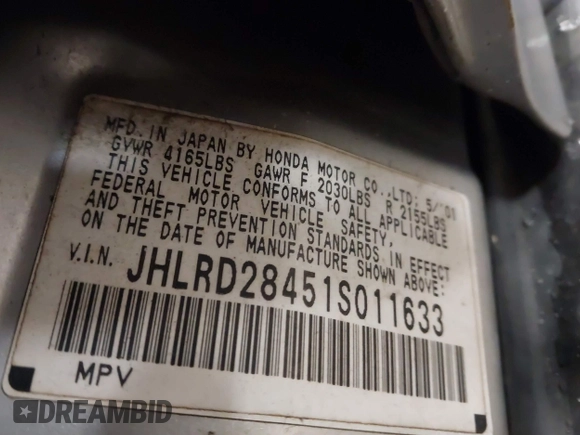 MFD. IN JAPAN BY HONDA MOTOR CO.,LTD; 5/'01
GVWR 4165LBS GAWR F 2030LBS R 2155LBS
THIS VEHICLE CONFORMS TO ALL APPLICABLE
FEDERAL MOTOR VEHICLE SAFETY,
AND THEFT PREVENTION STANDARDS IN EFFECT
ON THE DATE OF MANUFACTURE SHOWN ABOVE:
V.I.N. JHLRD28451S011633
MPV
DREAMBID